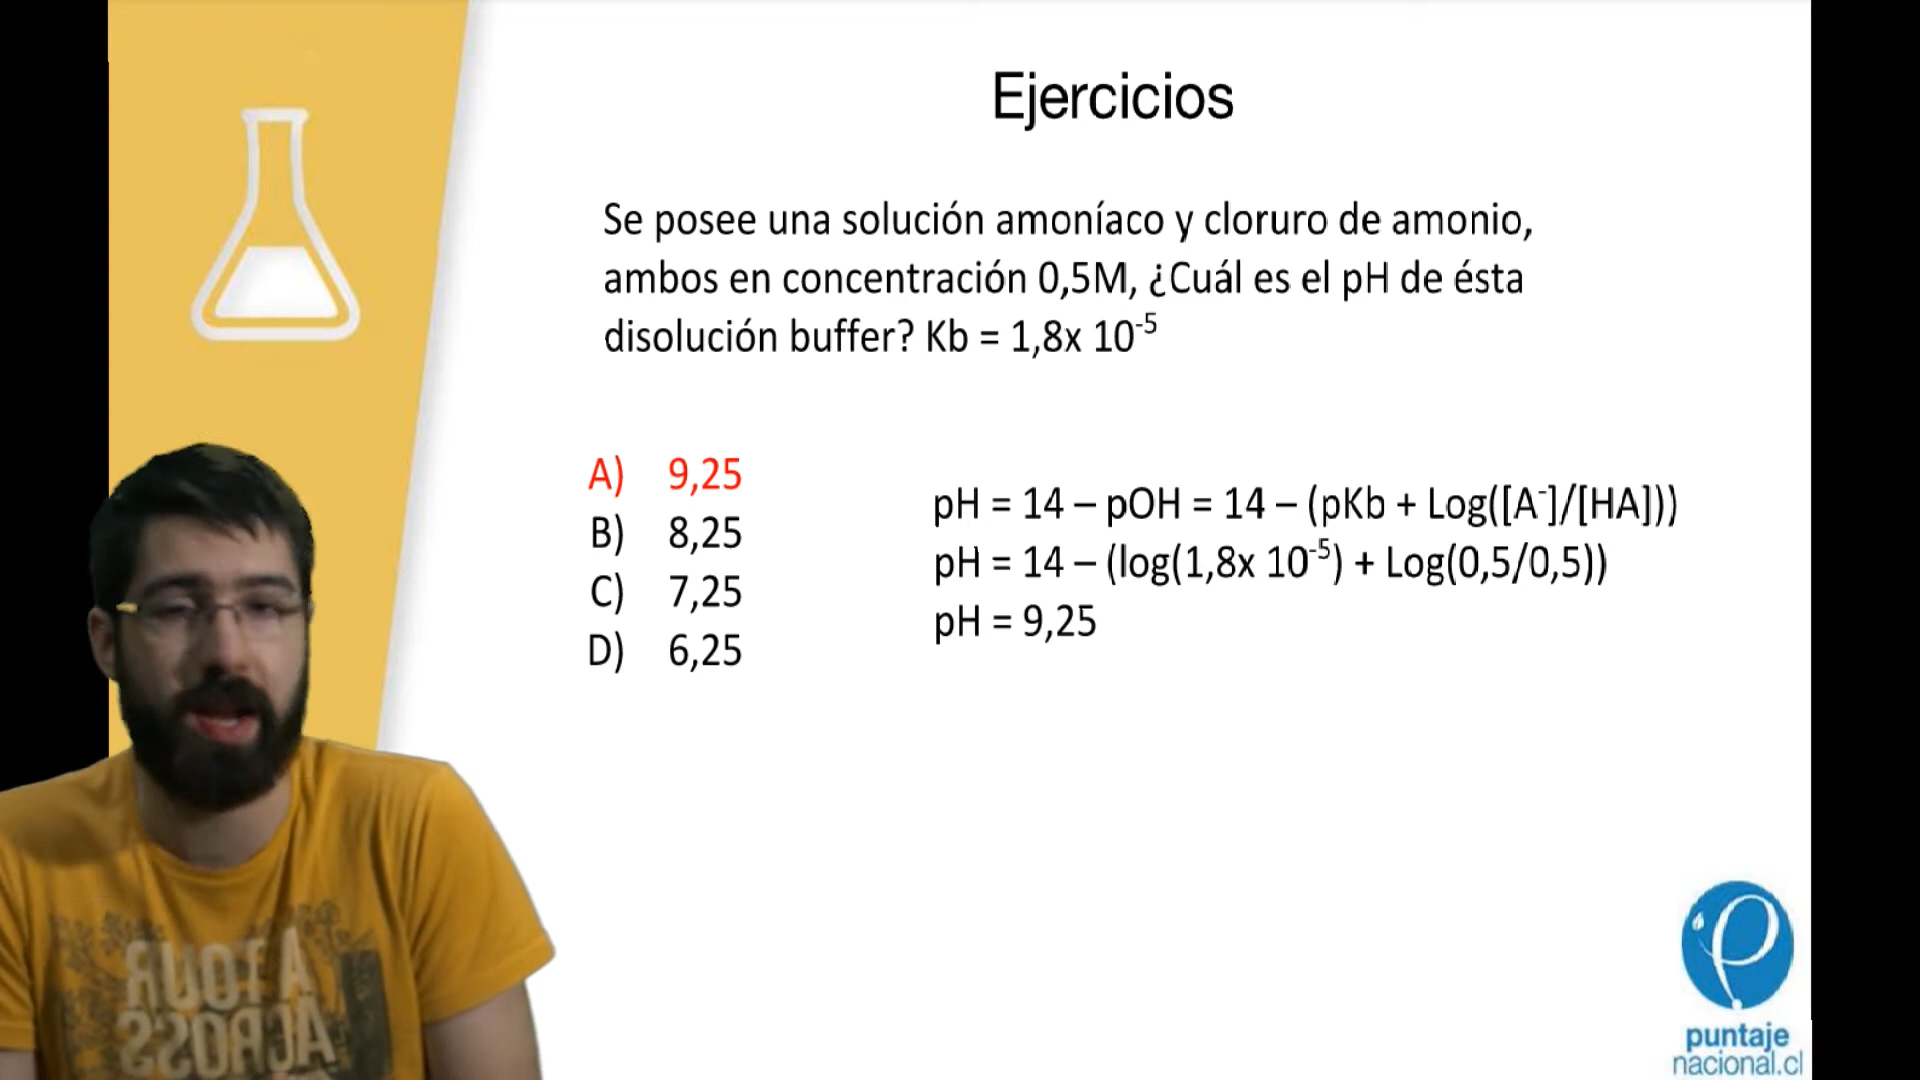 Ejercicios
Se posee una solución amoníaco y cloruro de amonio,
ambos en concentración 0,5M, ¿Cuál es el pH de ésta
disolución buffer? Kb = 1,8x 10⁻⁵
A) 9,25
B) 8,25
C) 7,25
D) 6,25
pH = 14 – pOH = 14 – (pKb + Log([A⁻]/[HA]))
pH = 14 – (log(1,8x 10⁻⁵) + Log(0,5/0,5))
pH = 9,25
A TOUR
ACROSS
puntaje
nacional.cl